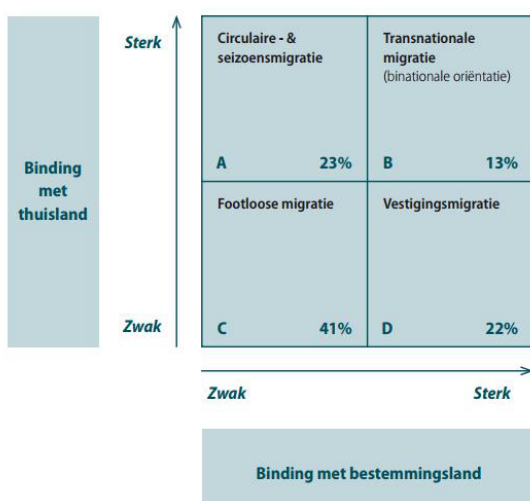 Sterk
Circulaire - &
seizoensmigratie
Transnationale
migratie
(binationale oriëntatie)
A 23%
B 13%
Binding
met
thuisland
Footloose migratie
Vestigingsmigratie
Zwak
C 41%
D 22%
Zwak
Sterk
Binding met bestemmingsland